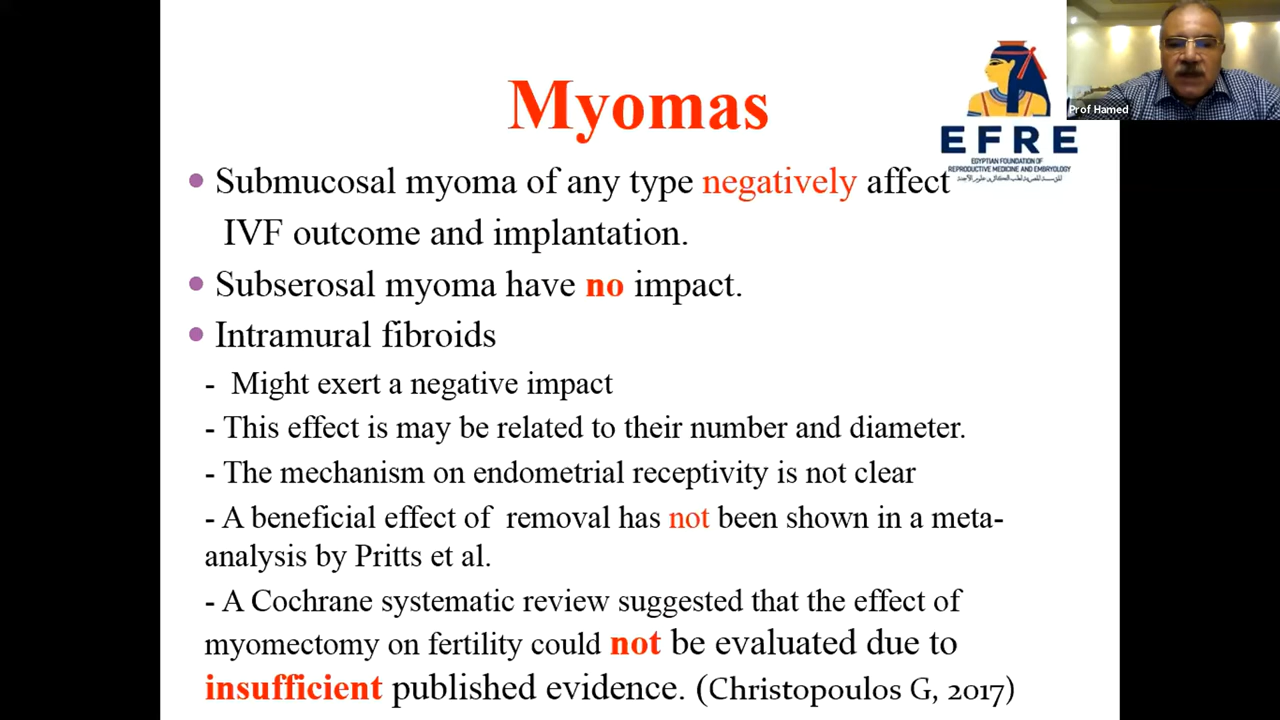 Prof Hamed
Myomas
EFRE
EGYPTIAN FOUNDATION OF
REPRODUCTIVE MEDICINE AND EMBRYOLOGY
• Submucosal myoma of any type negatively affect
IVF outcome and implantation.
• Subserosal myoma have no impact.
• Intramural fibroids
- Might exert a negative impact
- This effect is may be related to their number and diameter.
- The mechanism on endometrial receptivity is not clear
- A beneficial effect of removal has not been shown in a meta-
analysis by Pritts et al.
- A Cochrane systematic review suggested that the effect of
myomectomy on fertility could not be evaluated due to
insufficient published evidence. (Christopoulos G, 2017)